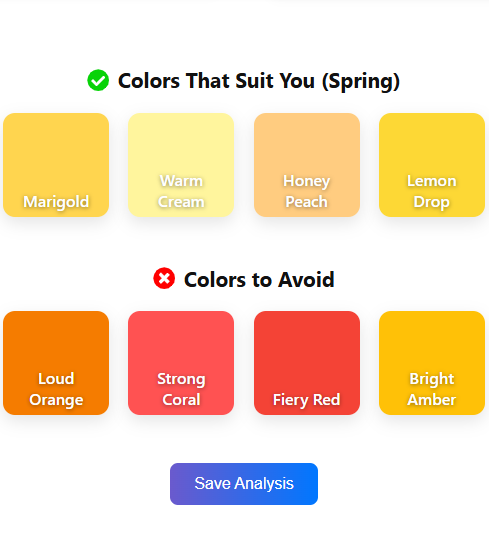 Colors That Suit You (Spring)
Marigold
Warm
Cream
Honey
Peach
Lemon
Drop
Colors to Avoid
Loud
Orange
Strong
Coral
Fiery Red
Bright
Amber
Save Analysis